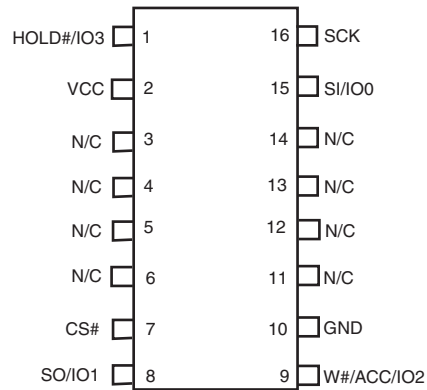 HOLD#/IO3 1 16 SCK
VCC 2 15 SI/IO0
N/C 3 14 N/C
N/C 4 13 N/C
N/C 5 12 N/C
N/C 6 11 N/C
CS# 7 10 GND
SO/IO1 8 9 W#/ACC/IO2